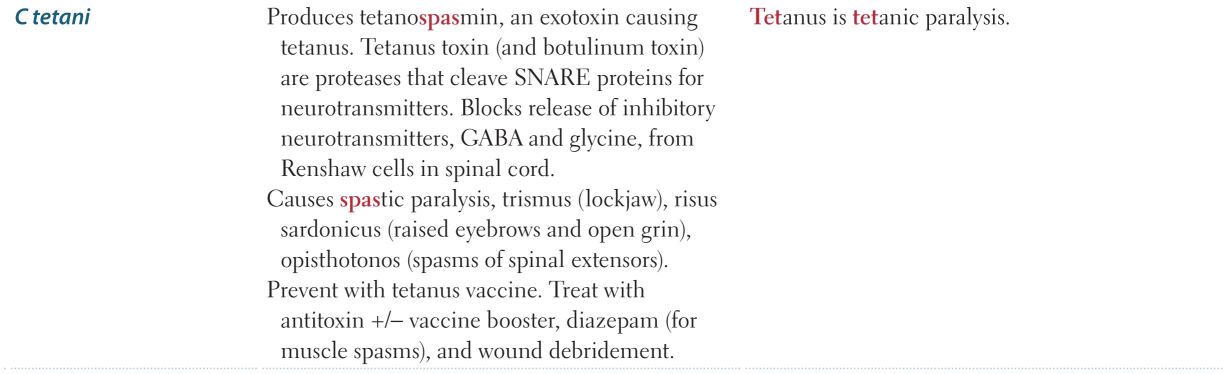 C tetani
Produces tetanospasmin, an exotoxin causing
tetanus. Tetanus toxin (and botulinum toxin)
are proteases that cleave SNARE proteins for
neurotransmitters. Blocks release of inhibitory
neurotransmitters, GABA and glycine, from
Renshaw cells in spinal cord.
Causes spastic paralysis, trismus (lockjaw), risus
sardonicus (raised eyebrows and open grin),
opisthotonos (spasms of spinal extensors).
Prevent with tetanus vaccine. Treat with
antitoxin +/– vaccine booster, diazepam (for
muscle spasms), and wound debridement.
Tetanus is tetanic paralysis.